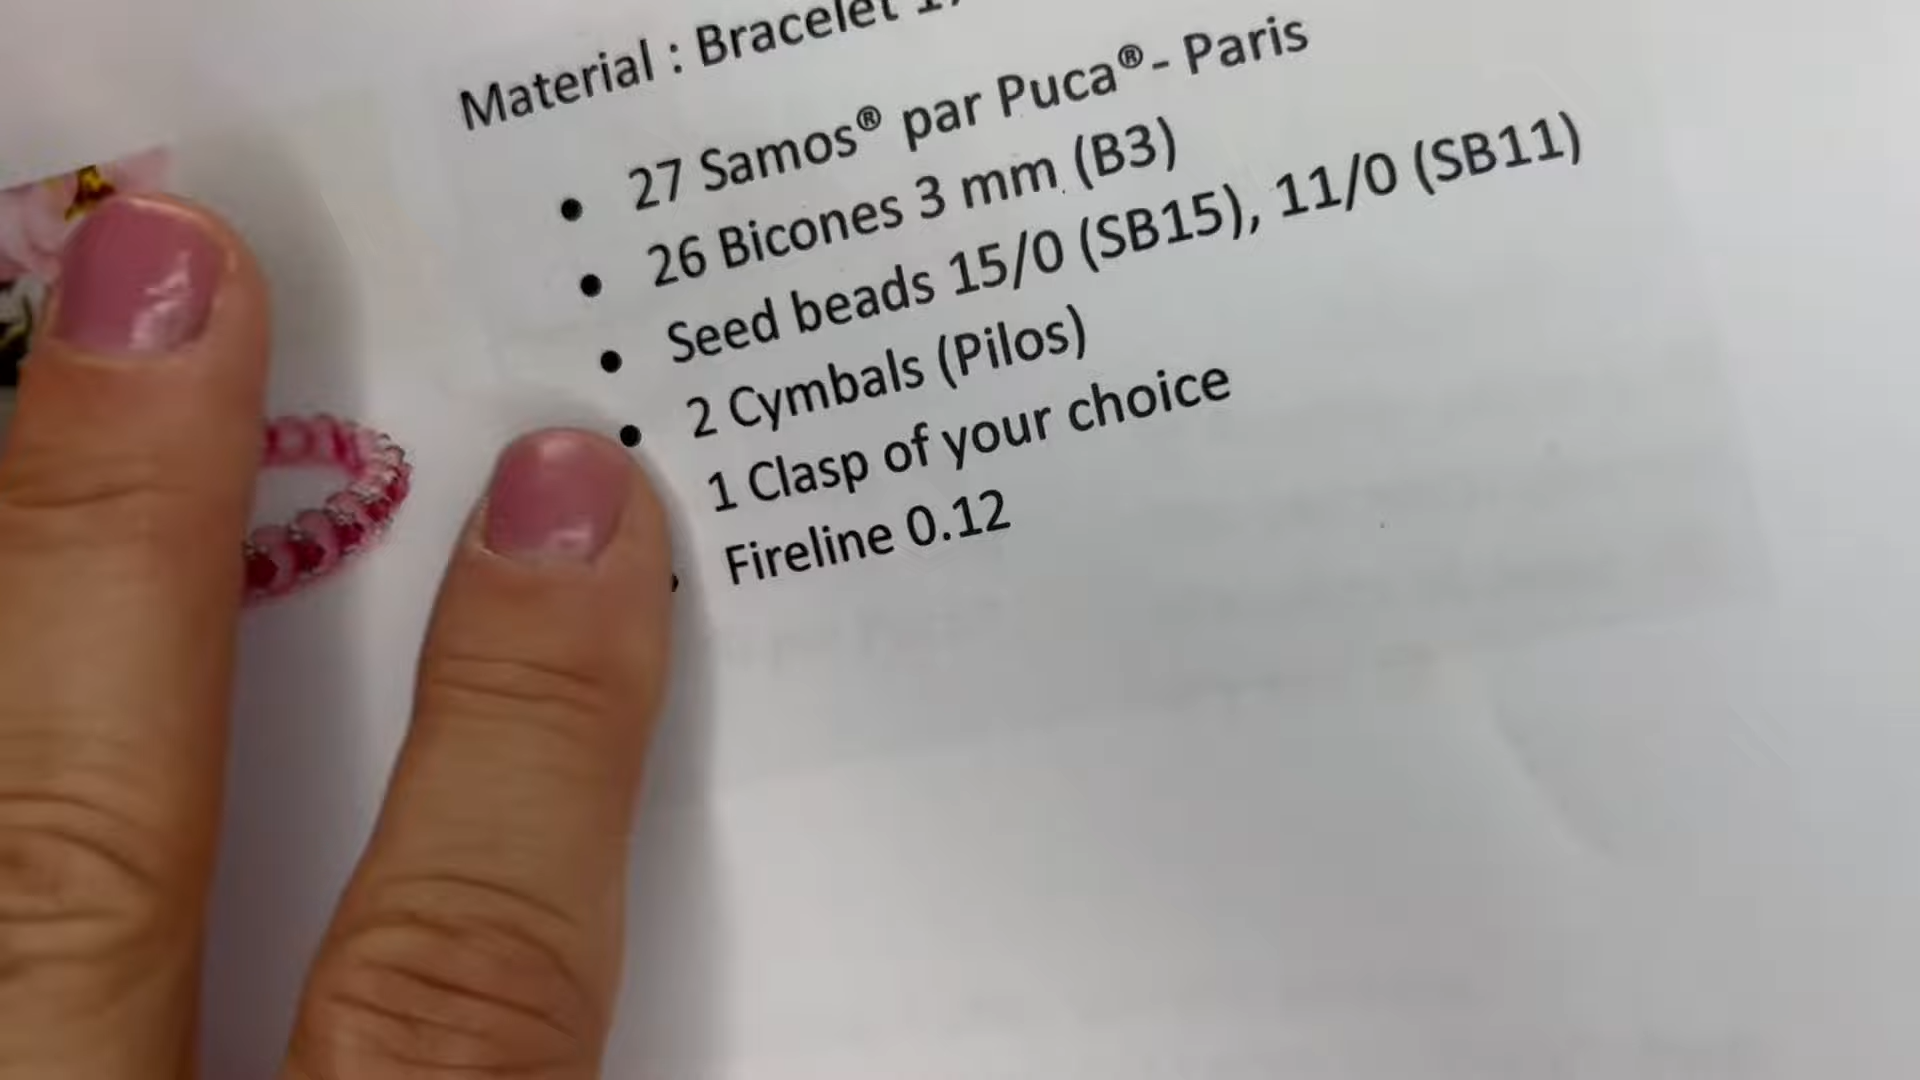 Material : Bracelet
• 27 Samos® par Puca®- Paris
• 26 Bicones 3 mm (B3)
• Seed beads 15/0 (SB15), 11/0 (SB11)
• 2 Cymbals (Pilos)
1 Clasp of your choice
Fireline 0.12